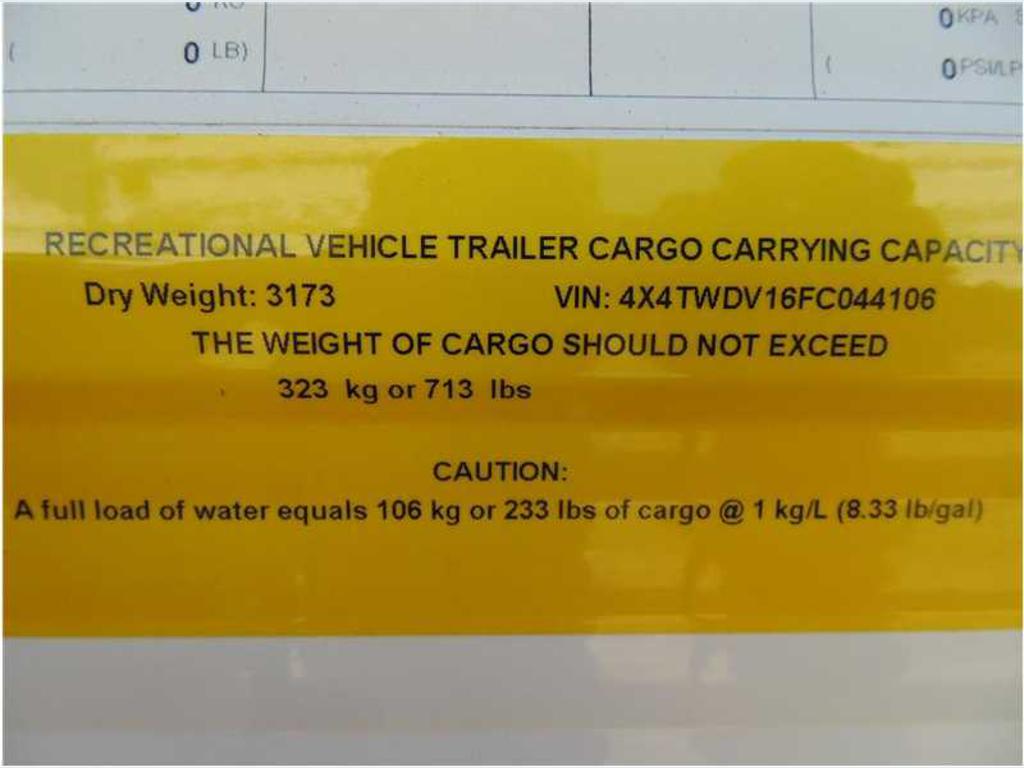 0 LB)
0 KPA
( 0 PSI/LP
RECREATIONAL VEHICLE TRAILER CARGO CARRYING CAPACITY
Dry Weight: 3173 VIN: 4X4TWDV16FC044106
THE WEIGHT OF CARGO SHOULD NOT EXCEED
323 kg or 713 lbs
CAUTION:
A full load of water equals 106 kg or 233 lbs of cargo @ 1 kg/L (8.33 lb/gal)